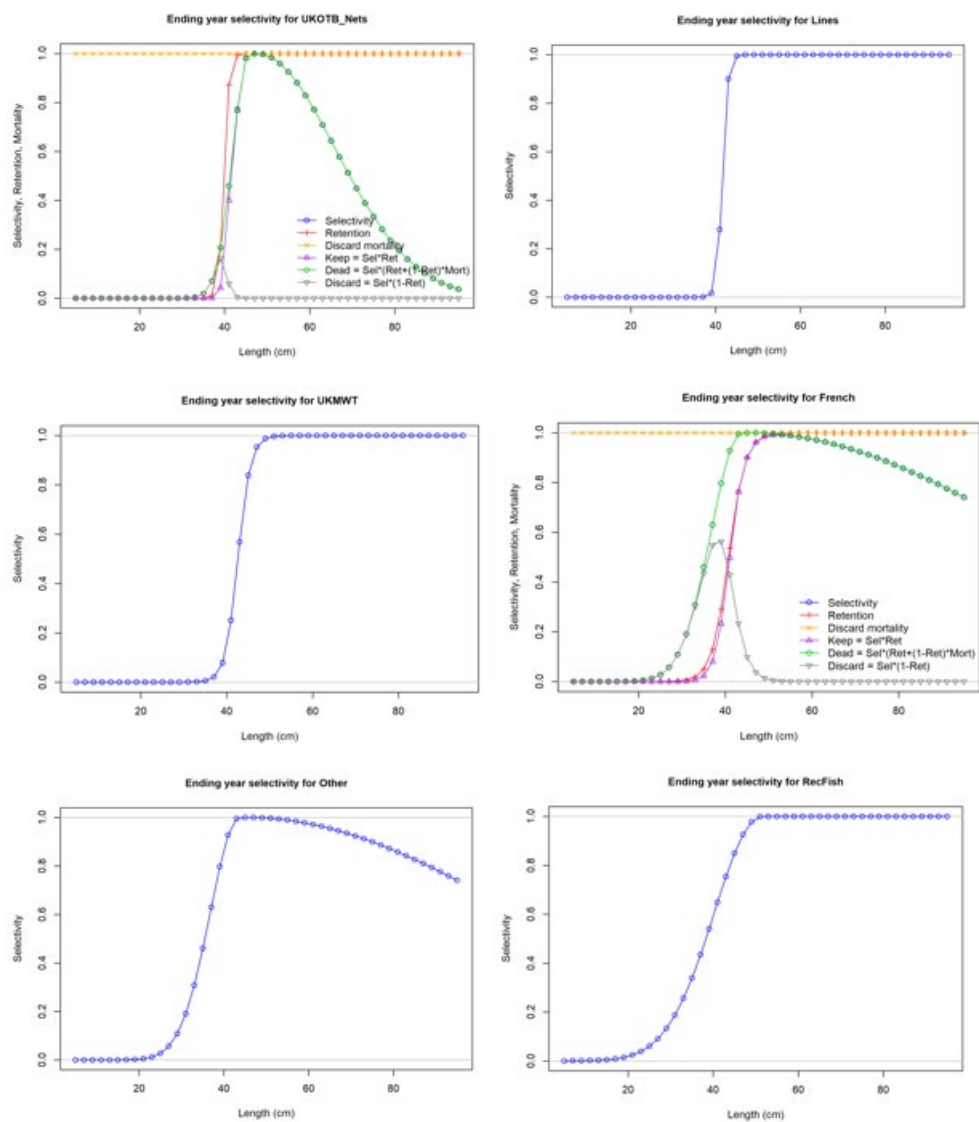 Ending year selectivity for UKOTB_Nets
Selectivity, Retention, Mortality
1.0
0.8
0.6
0.4
0.2
0.0
Selectivity
Retention
Discard mortality
Keep = Sel*Ret
Dead = Sel*(Ret+(1-Ret)*Mort)
Discard = Sel*(1-Ret)
20 40 60 80
Length (cm)
Ending year selectivity for Lines
Selectivity
1.0
0.8
0.6
0.4
0.2
0.0
20 40 60 80
Length (cm)
Ending year selectivity for UKMWT
Selectivity
1.0
0.8
0.6
0.4
0.2
0.0
20 40 60 80
Length (cm)
Ending year selectivity for French
Selectivity, Retention, Mortality
1.0
0.8
0.6
0.4
0.2
0.0
Selectivity
Retention
Discard mortality
Keep = Sel*Ret
Dead = Sel*(Ret+(1-Ret)*Mort)
Discard = Sel*(1-Ret)
20 40 60 80
Length (cm)
Ending year selectivity for Other
Selectivity
1.0
0.8
0.6
0.4
0.2
0.0
20 40 60 80
Length (cm)
Ending year selectivity for RecFish
Selectivity
1.0
0.8
0.6
0.4
0.2
0.0
20 40 60 80
Length (cm)